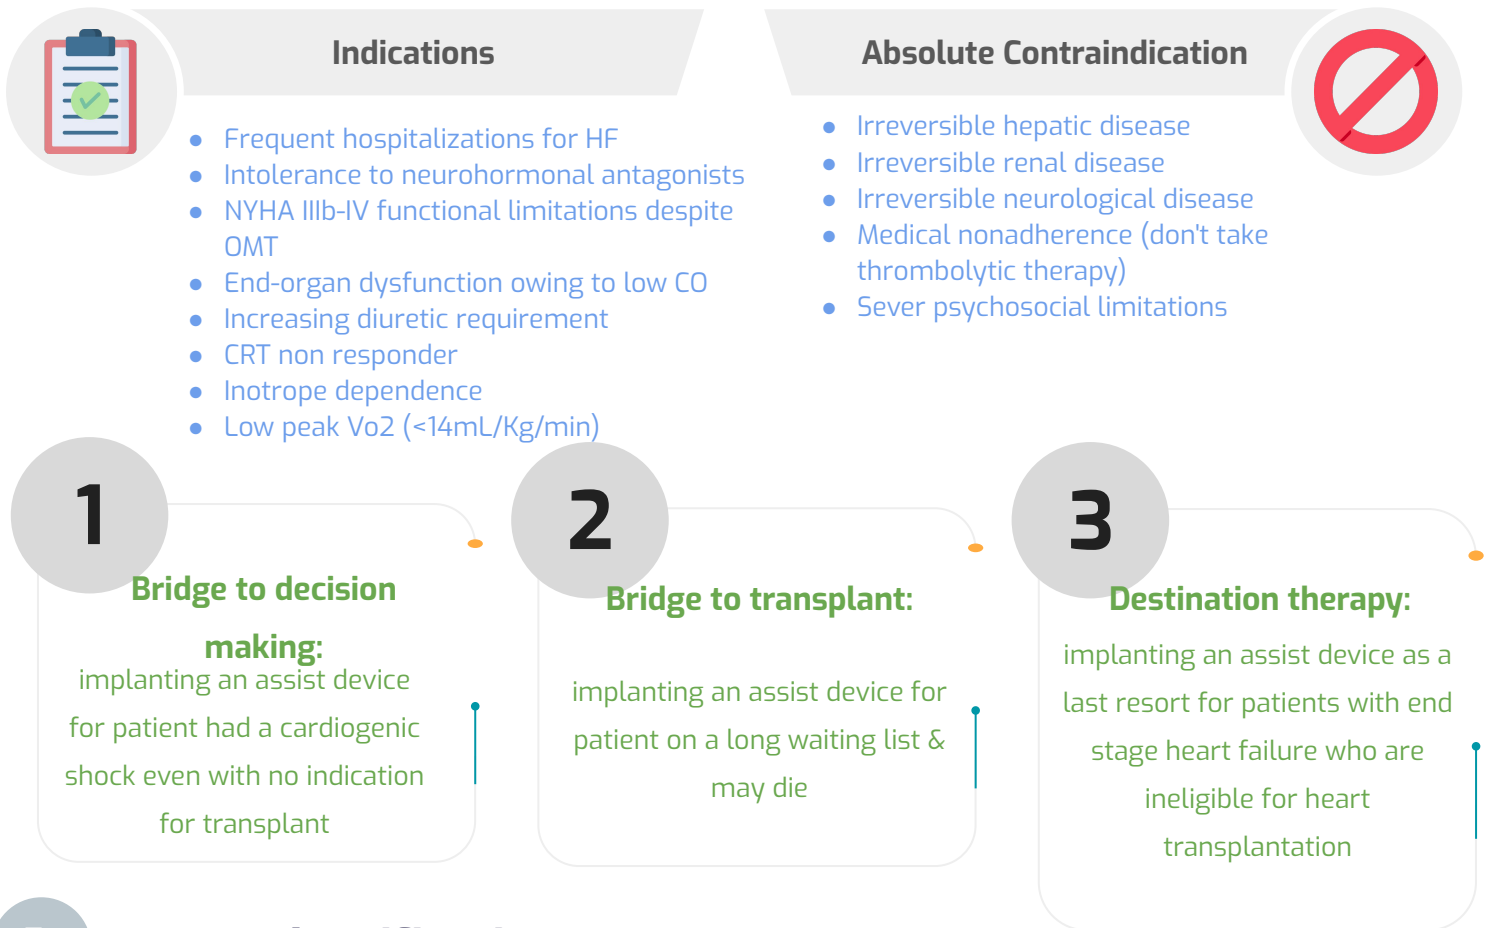 Indications
Frequent hospitalizations for HF
Intolerance to neurohormonal antagonists
NYHA IIIb-IV functional limitations despite
OMT
End-organ dysfunction owing to low CO
Increasing diuretic requirement
CRT non responder
Inotrope dependence
Low peak Vo2 (<14mL/Kg/min)
Absolute Contraindication
Irreversible hepatic disease
Irreversible renal disease
Irreversible neurological disease
Medical nonadherence (don't take
thrombolytic therapy)
Sever psychosocial limitations
1
Bridge to decision
making:
implanting an assist device
for patient had a cardiogenic
shock even with no indication
for transplant
2
Bridge to transplant:
implanting an assist device for
patient on a long waiting list &
may die
3
Destination therapy:
implanting an assist device as a
last resort for patients with end
stage heart failure who are
ineligible for heart
transplantation